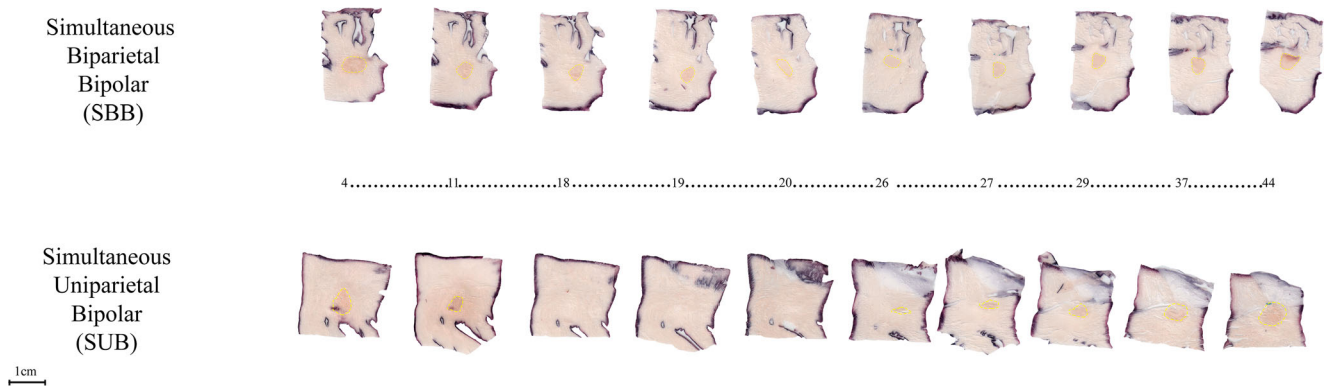 Simultaneous
Biparietal
Bipolar
(SBB)
4 11 18 19 20 26 27 29 37 44
Simultaneous
Uniparietal
Bipolar
(SUB)
1cm